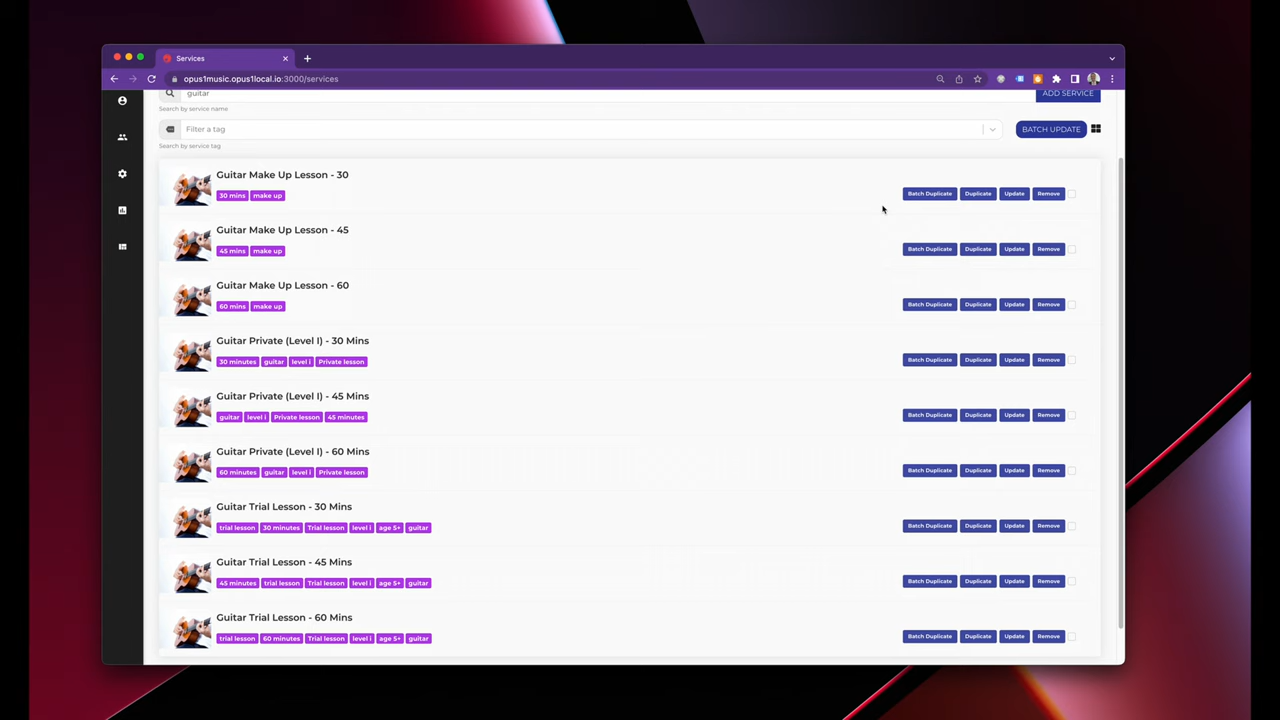 Services
opus1music.opus1local.io:3000/services
guitar
ADD SERVICE
Search by service name
Filter a tag
BATCH UPDATE
Search by service tag
Guitar Make Up Lesson - 30
30 mins make up
Batch Duplicate Duplicate Update Remove
Guitar Make Up Lesson - 45
45 mins make up
Batch Duplicate Duplicate Update Remove
Guitar Make Up Lesson - 60
60 mins make up
Batch Duplicate Duplicate Update Remove
Guitar Private (Level I) - 30 Mins
30 minutes guitar level i Private lesson
Batch Duplicate Duplicate Update Remove
Guitar Private (Level I) - 45 Mins
guitar level i Private lesson 45 minutes
Batch Duplicate Duplicate Update Remove
Guitar Private (Level I) - 60 Mins
60 minutes guitar level i Private lesson
Batch Duplicate Duplicate Update Remove
Guitar Trial Lesson - 30 Mins
trial lesson 30 minutes Trial lesson level i age 5+ guitar
Batch Duplicate Duplicate Update Remove
Guitar Trial Lesson - 45 Mins
45 minutes trial lesson Trial lesson level i age 5+ guitar
Batch Duplicate Duplicate Update Remove
Guitar Trial Lesson - 60 Mins
trial lesson 60 minutes Trial lesson level i age 5+ guitar
Batch Duplicate Duplicate Update Remove